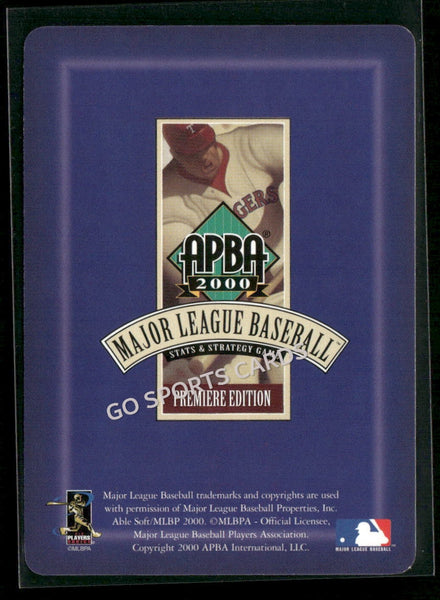 T
GERS
APBA®
2000
MAJOR LEAGUE BASEBALL™
STATS & STRATEGY GAME
GO SPORTS CARDS
PREMIERE EDITION
Major League Baseball trademarks and copyrights are used
with permission of Major League Baseball Properties, Inc.
Able Soft/MLBP 2000. ©MLBPA - Official Licensee,
Major League Baseball Players Association.
Copyright 2000 APBA International, LLC.
PLAYERS
CHOICE
©MLBPA
MAJOR LEAGUE BASEBALL